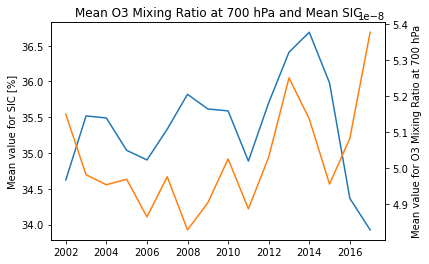 Mean O3 Mixing Ratio at 700 hPa and Mean SIG
1e−8
Mean value for SIC [%]
36.5
36.0
35.5
35.0
34.5
34.0
5.4
5.3
5.2
5.1
5.0
4.9
Mean value for O3 Mixing Ratio at 700 hPa
2002 2004 2006 2008 2010 2012 2014 2016